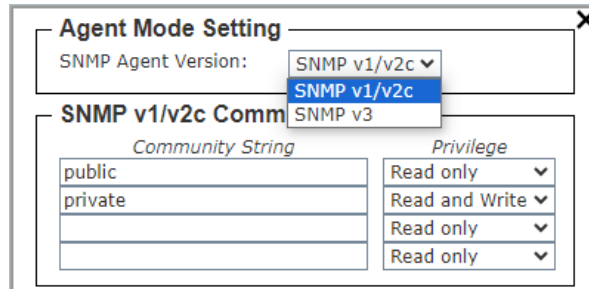 Agent Mode Setting
SNMP Agent Version: SNMP v1/v2c
SNMP v1/v2c
SNMP v3
SNMP v1/v2c Comm
Community String Privilege
public Read only
private Read and Write
Read only
Read only